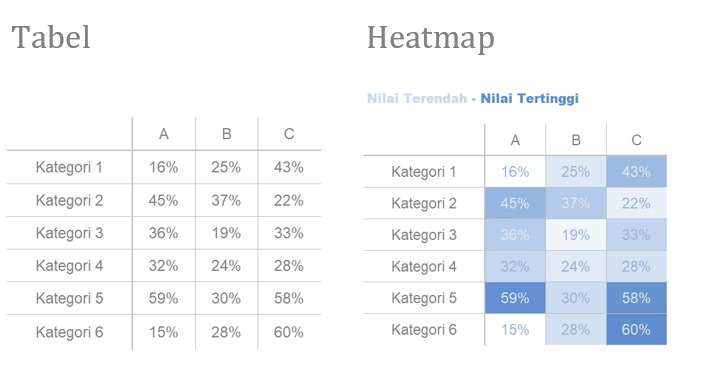 Tabel
A B C
Kategori 1 16% 25% 43%
Kategori 2 45% 37% 22%
Kategori 3 36% 19% 33%
Kategori 4 32% 24% 28%
Kategori 5 59% 30% 58%
Kategori 6 15% 28% 60%
Heatmap
Nilai Terendah - Nilai Tertinggi
A B C
Kategori 1 16% 25% 43%
Kategori 2 45% 37% 22%
Kategori 3 36% 19% 33%
Kategori 4 32% 24% 28%
Kategori 5 59% 30% 58%
Kategori 6 15% 28% 60%